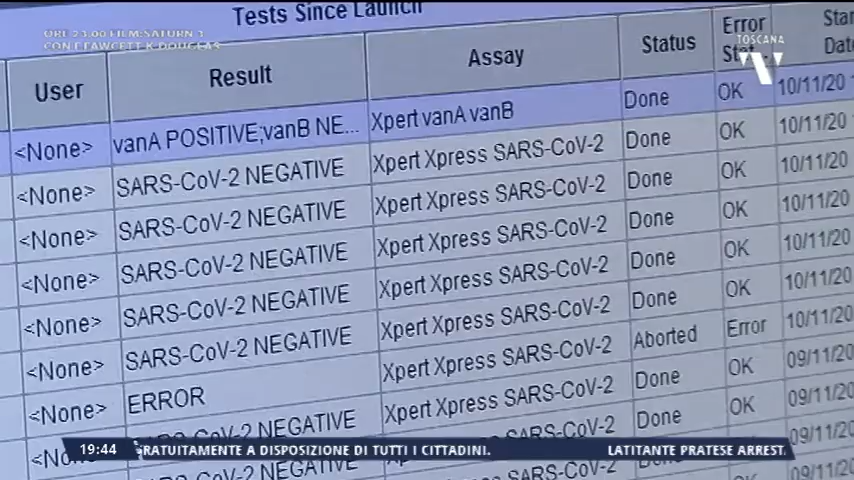 Tests Since Launch
ORE 23.00 FILM:SATURN 3
CON F.FAWCETT K.DOUGLAS
TOSCANA
User Result Assay Status Error Start
Stat.. Date
<None> vanA POSITIVE;vanB NE... Xpert vanA vanB Done OK 10/11/20
<None> SARS-CoV-2 NEGATIVE Xpert Xpress SARS-CoV-2 Done OK 10/11/20
<None> SARS-CoV-2 NEGATIVE Xpert Xpress SARS-CoV-2 Done OK 10/11/20
<None> SARS-CoV-2 NEGATIVE Xpert Xpress SARS-CoV-2 Done OK 10/11/20
<None> SARS-CoV-2 NEGATIVE Xpert Xpress SARS-CoV-2 Done OK 10/11/20
<None> SARS-CoV-2 NEGATIVE Xpert Xpress SARS-CoV-2 Done OK 10/11/20
<None> ERROR Xpert Xpress SARS-CoV-2 Aborted Error 10/11/20
SARS-CoV-2 NEGATIVE Xpert Xpress SARS-CoV-2 Done OK 09/11/20
SARS-CoV-2 NEGATIVE SARS-CoV-2 Done OK 09/11/20
SARS-CoV-2 Done 09/11/20
19:44 GRATUITAMENTE A DISPOSIZIONE DI TUTTI I CITTADINI. LATITANTE PRATESE ARREST